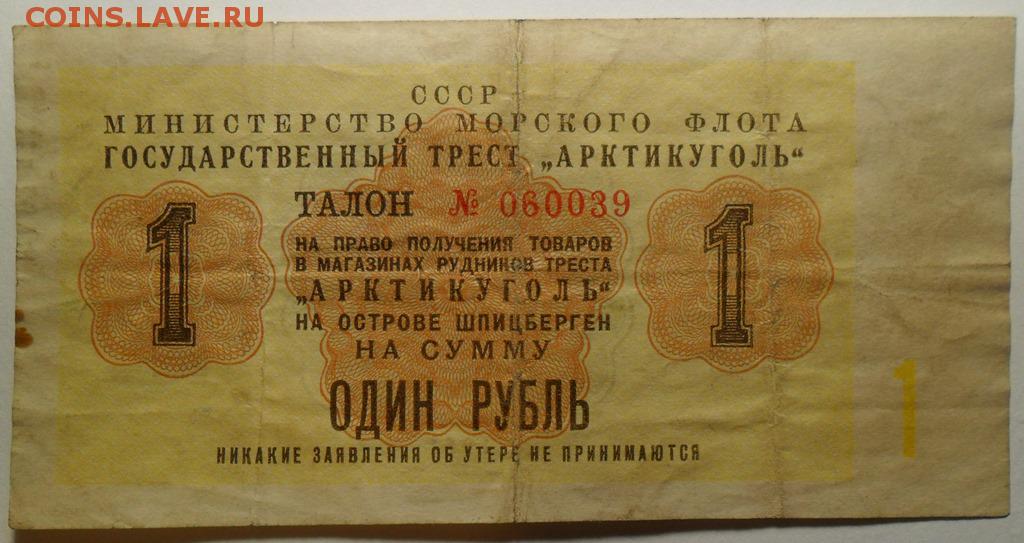 COINS.LAVE.RU
СССР
МИНИСТЕРСТВО МОРСКОГО ФЛОТА
ГОСУДАРСТВЕННЫЙ ТРЕСТ „АРКТИКУГОЛЬ“
ТАЛОН № 060039
1 1
НА ПРАВО ПОЛУЧЕНИЯ ТОВАРОВ
В МАГАЗИНАХ РУДНИКОВ ТРЕСТА
„АРКТИКУГОЛЬ“
НА ОСТРОВЕ ШПИЦБЕРГЕН
НА СУММУ
ОДИН РУБЛЬ
1
НИКАКИЕ ЗАЯВЛЕНИЯ ОБ УТЕРЕ НЕ ПРИНИМАЮТСЯ